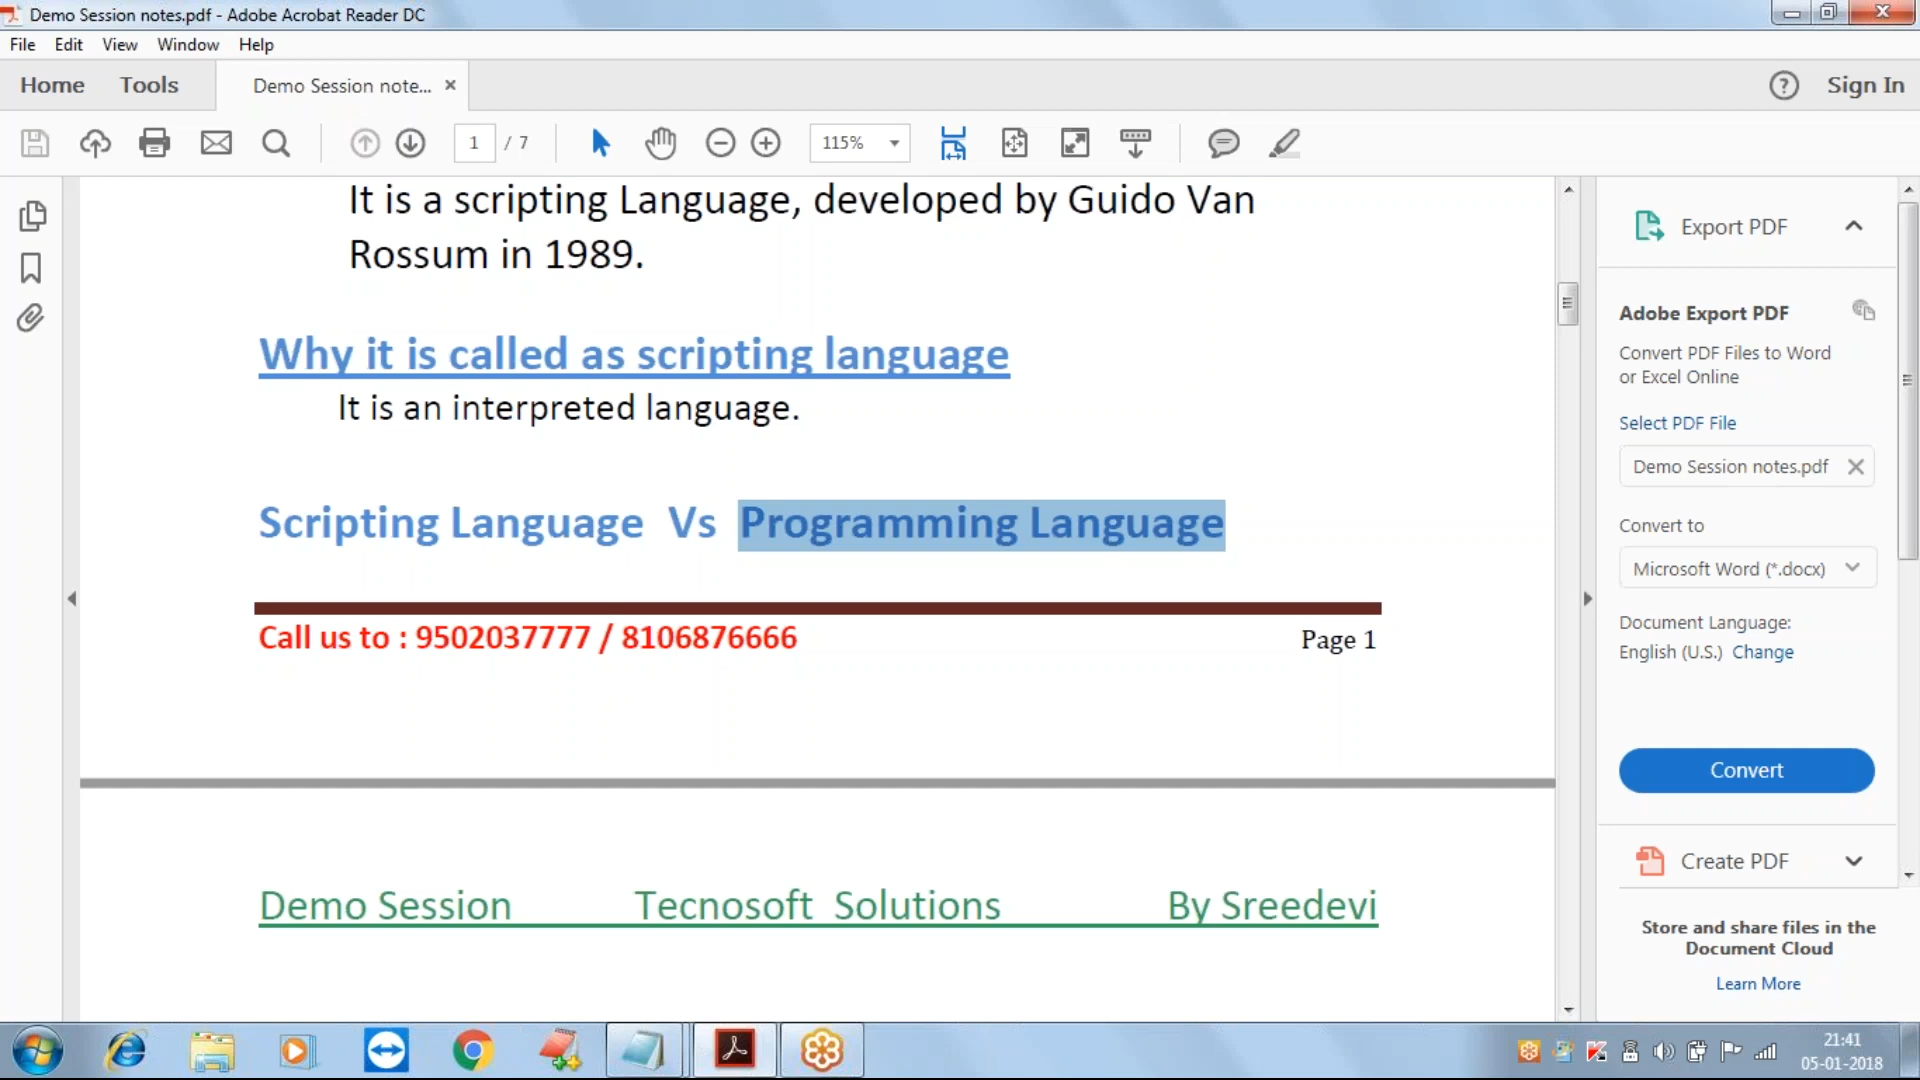 Demo Session notes.pdf - Adobe Acrobat Reader DC
File Edit View Window Help
Home Tools Demo Session note... Sign In
1 / 7 115%
It is a scripting Language, developed by Guido Van
Rossum in 1989.
Why it is called as scripting language
It is an interpreted language.
Scripting Language Vs Programming Language
Call us to : 9502037777 / 8106876666 Page 1
Demo Session Tecnosoft Solutions By Sreedevi
Export PDF
Adobe Export PDF
Convert PDF Files to Word
or Excel Online
Select PDF File
Demo Session notes.pdf
Convert to
Microsoft Word (*.docx)
Document Language:
English (U.S.) Change
Convert
Create PDF
Store and share files in the
Document Cloud
Learn More
21:41
05-01-2018